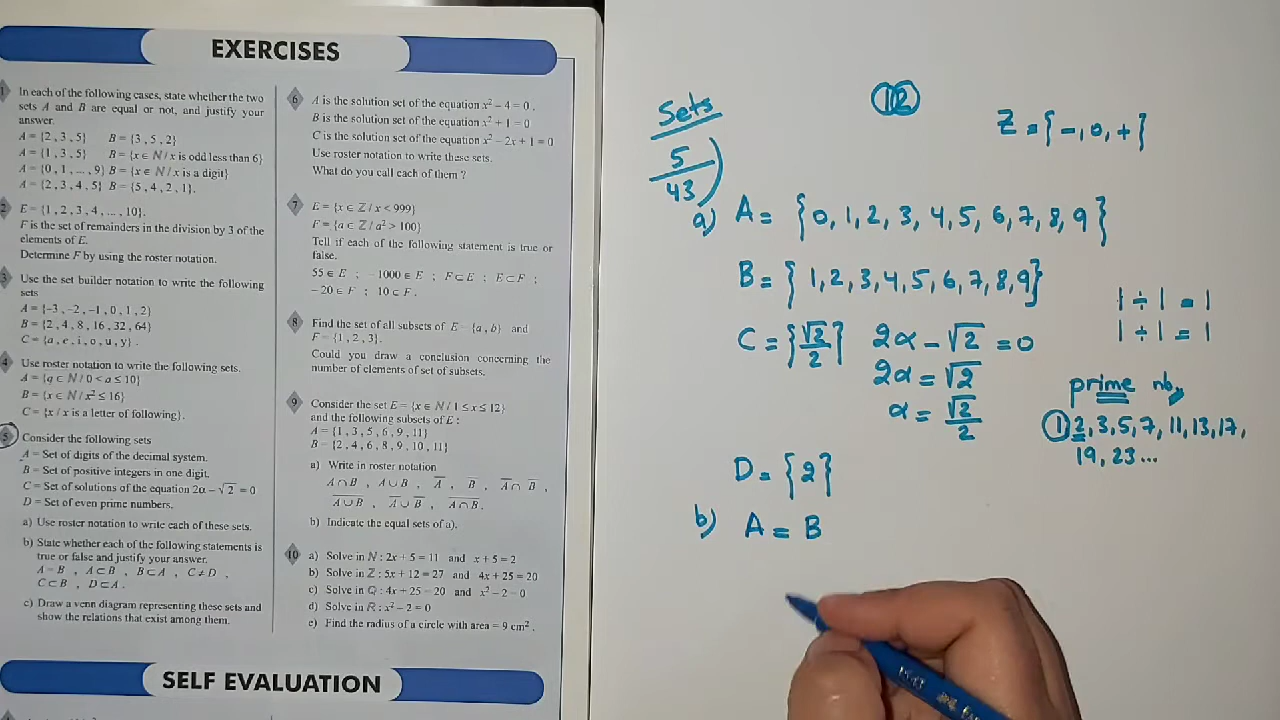 EXERCISES
1 In each of the following cases, state whether the two
sets A and B are equal or not, and justify your
answer.
A = {2, 3, 5} B = {3, 5, 2}
A = {1, 3, 5} B = {x ∈ N / x is odd less than 6}
A = {0, 1, ..., 9} B = {x ∈ N / x is a digit}
A = {2, 3, 4, 5} B = {5, 4, 2, 1}.
2 E = {1, 2, 3, 4, ..., 10}.
F is the set of remainders in the division by 3 of the
elements of E.
Determine F by using the roster notation.
3 Use the set builder notation to write the following
sets
A = {-3, -2, -1, 0, 1, 2}
B = {2, 4, 8, 16, 32, 64}
C = {a, e, i, o, u, y}.
4 Use roster notation to write the following sets.
A = {a ∈ N / 0 < a ≤ 10}
B = {x ∈ N / x² ≤ 16}
C = {x / x is a letter of following}.
5 Consider the following sets
A = Set of digits of the decimal system.
B = Set of positive integers in one digit.
C = Set of solutions of the equation 2α – √2 = 0
D = Set of even prime numbers.
a) Use roster notation to write each of these sets.
b) State whether each of the following statements is
true or false and justify your answer.
A = B , A ⊂ B , B ⊂ A , C ≠ D ,
C ⊂ B , D ⊂ A .
c) Draw a venn diagram representing these sets and
show the relations that exist among them.
6 A is the solution set of the equation x² – 4 = 0 .
B is the solution set of the equation x² + 1 = 0
C is the solution set of the equation x² – 2x + 1 = 0
Use roster notation to write these sets.
What do you call each of them ?
7 E = {x ∈ Z / x < 999}
F = {a ∈ Z / a² > 100}
Tell if each of the following statement is true or
false.
55 ∈ E ; – 1000 ∈ E ; F ⊂ E ; E ⊂ F ;
– 20 ∈ F ; 10 ⊂ F .
8 Find the set of all subsets of E = {a, b} and
F = {1, 2, 3}.
Could you draw a conclusion concerning the
number of elements of set of subsets.
9 Consider the set E = {x ∈ N / 1 ≤ x ≤ 12}
and the following subsets of E :
A = {1, 3, 5, 6, 9, 11}
B = {2, 4, 6, 8, 9, 10, 11}
a) Write in roster notation
A ∩ B , A ∪ B , A̅ , B , A̅ ∩ B̅ ,
A̅ ∪ B̅ , A̅ ∪ B̅ , A̅ ∩ B̅ .
b) Indicate the equal sets of a).
10 a) Solve in N : 2x + 5 = 11 and x + 5 = 2
b) Solve in Z : 5x + 12 = 27 and 4x + 25 = 20
c) Solve in Q : 4x + 25 – 20 and x² – 2 – 0
d) Solve in R : x² – 2 = 0
e) Find the radius of a circle with area = 9 cm² .
SELF EVALUATION
Sets
5/43)
12
Z = {-, 0, +}
a) A = {0, 1, 2, 3, 4, 5, 6, 7, 8, 9}
B = {1, 2, 3, 4, 5, 6, 7, 8, 9}
C = {√2/2} 2α - √2 = 0
2α = √2
α = √2/2
1 ÷ 1 = 1
1 ÷ 1 = 1
prime nb
1 2, 3, 5, 7, 11, 13, 17,
19, 23...
D = {2}
b) A = B